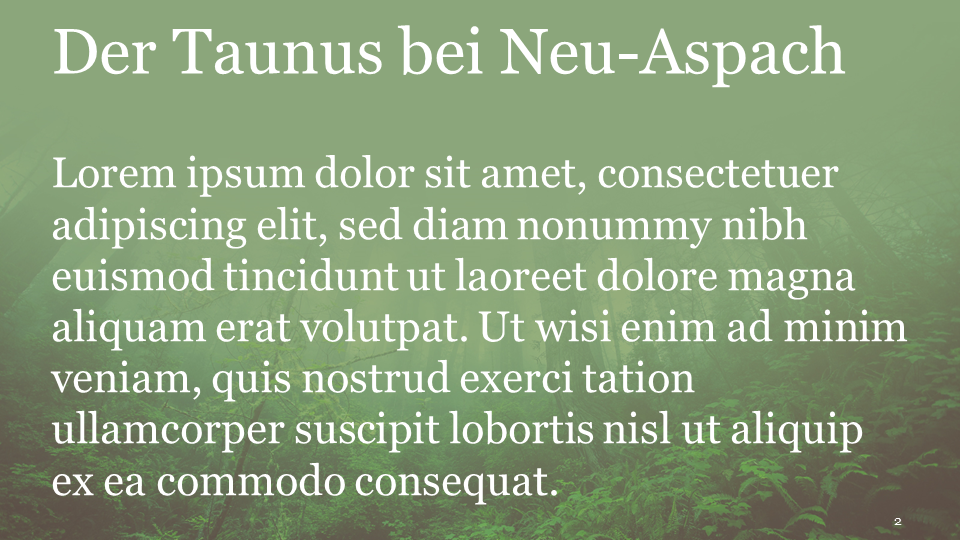 Der Taunus bei Neu-Aspach
Lorem ipsum dolor sit amet, consectetuer
adipiscing elit, sed diam nonummy nibh
euismod tincidunt ut laoreet dolore magna
aliquam erat volutpat. Ut wisi enim ad minim
veniam, quis nostrud exerci tation
ullamcorper suscipit lobortis nisl ut aliquip
ex ea commodo consequat.
2